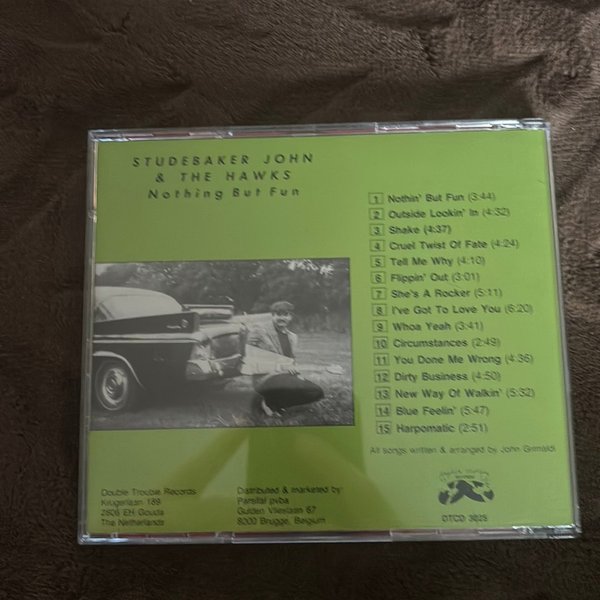 STUDEBAKER JOHN
& THE HAWKS
Nothing But Fun
1 Nothin' But Fun (3:44)
2 Outside Lookin' In (4:32)
3 Shake (4:37)
4 Cruel Twist Of Fate (4:24)
5 Tell Me Why (4:10)
6 Flippin' Out (3:01)
7 She's A Rocker (5:11)
8 I've Got To Love You (6:20)
9 Whoa Yeah (3:41)
10 Circumstances (2:49)
11 You Done Me Wrong (4:36)
12 Dirty Business (4:50)
13 New Way Of Walkin' (5:32)
14 Blue Feelin' (5:47)
15 Harpomatic (2:51)
All songs written & arranged by John Grimaldi
Double Trouble Records
Krugerlaan 189
2806 EH Gouda
The Netherlands
Distributed & marketed by:
Parsifal pvba
Gulden Vlieslaan 67
8000 Brugge, Belgium
DTCD 3028